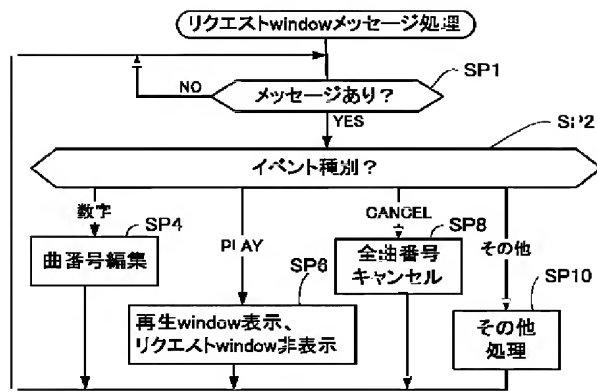 リクエストwindowメッセージ処理
SP1
メッセージあり?
NO
YES
SP2
イベント種別?
数字
SP4
曲番号編集
PLAY
SP6
再生window表示、
リクエストwindow非表示
CANCEL
SP8
全曲番号
キャンセル
その他
SP10
その他
処理